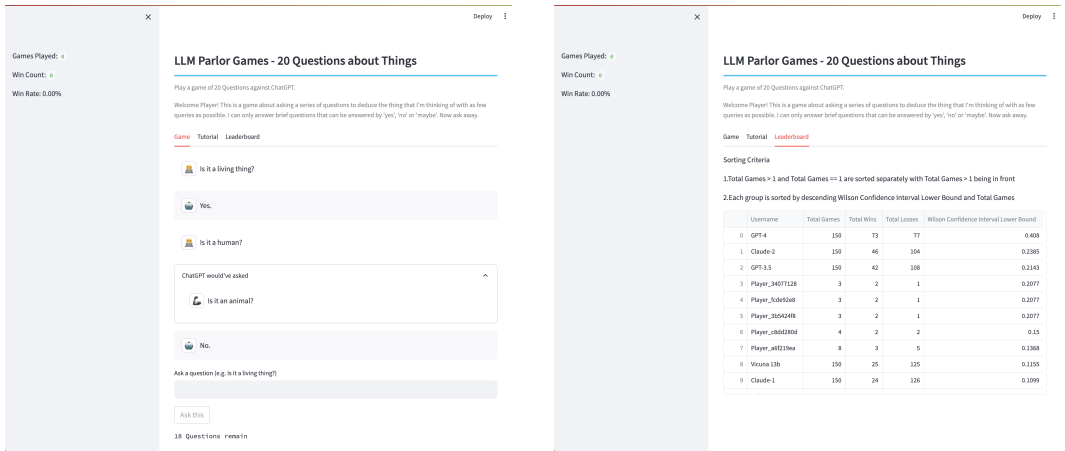 Deploy
Games Played: 0
Win Count: 0
Win Rate: 0.00%
LLM Parlor Games - 20 Questions about Things
Play a game of 20 Questions against ChatGPT.
Welcome Player! This is a game about asking a series of questions to deduce the thing that I'm thinking of with as few
queries as possible. I can only answer brief questions that can be answered by 'yes', 'no' or 'maybe'. Now ask away.
Game Tutorial Leaderboard
Is it a living thing?
Yes.
Is it a human?
ChatGPT would've asked
Is it an animal?
No.
Ask a question (e.g. Is it a living thing?)
Ask this
18 Questions remain
Deploy
Games Played: 0
Win Count: 0
Win Rate: 0.00%
LLM Parlor Games - 20 Questions about Things
Play a game of 20 Questions against ChatGPT.
Welcome Player! This is a game about asking a series of questions to deduce the thing that I'm thinking of with as few
queries as possible. I can only answer brief questions that can be answered by 'yes', 'no' or 'maybe'. Now ask away.
Game Tutorial Leaderboard
Sorting Criteria
1.Total Games > 1 and Total Games == 1 are sorted separately with Total Games > 1 being in front
2.Each group is sorted by descending Wilson Confidence Interval Lower Bound and Total Games
Username Total Games Total Wins Total Losses Wilson Confidence Interval Lower Bound
0 GPT-4 150 73 77 0.408
1 Claude-2 150 46 104 0.2385
2 GPT-3.5 150 42 108 0.2143
3 Player_34077128 3 2 1 0.2077
4 Player_fcde92e8 3 2 1 0.2077
5 Player_3b5424f8 3 2 1 0.2077
6 Player_c8dd280d 4 2 2 0.15
7 Player_a6f219ea 8 3 5 0.1368
8 Vicuna 13b 150 25 125 0.1155
9 Claude-1 150 24 126 0.1099